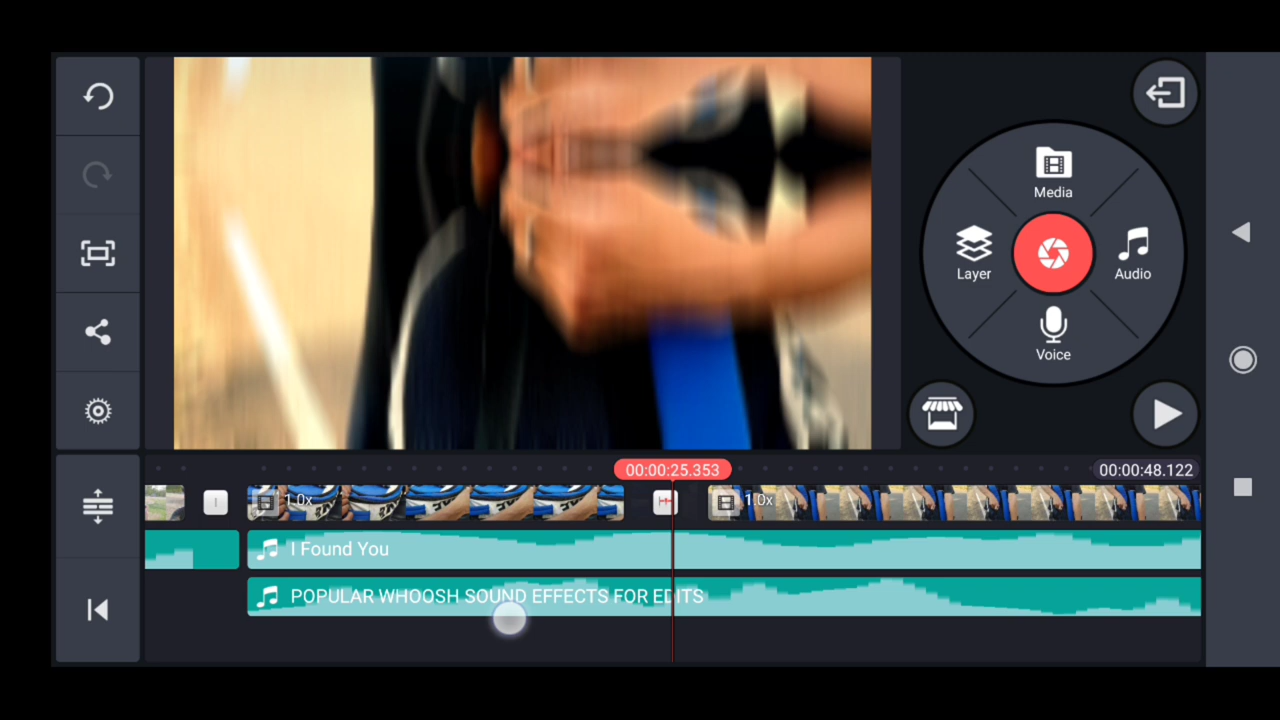 Media
Layer
Audio
Voice
00:00:25.353
00:00:48.122
1.0x
1.0x
I Found You
POPULAR WHOOSH SOUND EFFECTS FOR EDITS